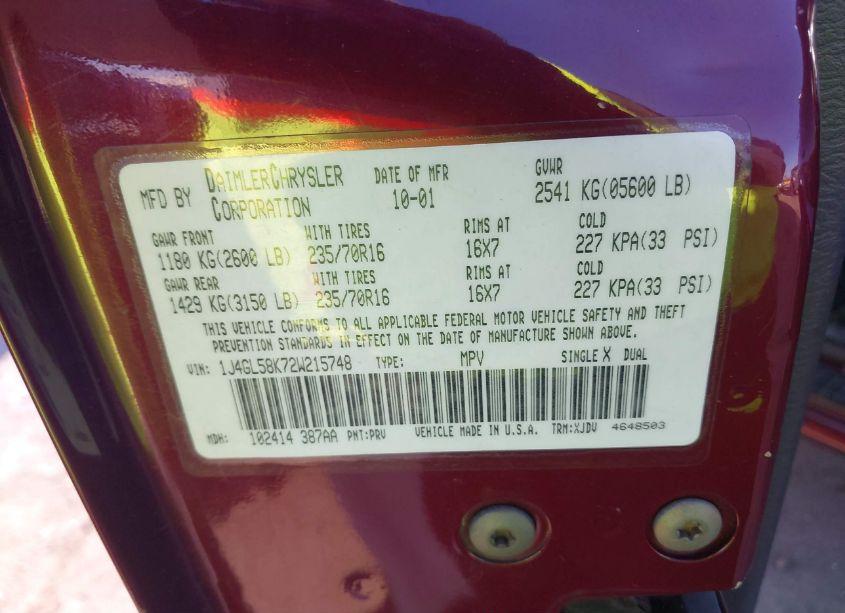 MFD BY DAIMLERCHRYSLER CORPORATION DATE OF MFR 10-01 GVWR 2541 KG(05600 LB)
GAWR FRONT WITH TIRES RIMS AT COLD
1180 KG(2600 LB) 235/70R16 16X7 227 KPA(33 PSI)
GAWR REAR WITH TIRES RIMS AT COLD
1429 KG(3150 LB) 235/70R16 16X7 227 KPA(33 PSI)
THIS VEHICLE CONFORMS TO ALL APPLICABLE FEDERAL MOTOR VEHICLE SAFETY AND THEFT
PREVENTION STANDARDS IN EFFECT ON THE DATE OF MANUFACTURE SHOWN ABOVE.
VIN: 1J4GL58K72W215748 TYPE: MPV SINGLE X DUAL
MDH: 102414 387AA PNT:PRV VEHICLE MADE IN U.S.A. TRM:XJDV 4648503